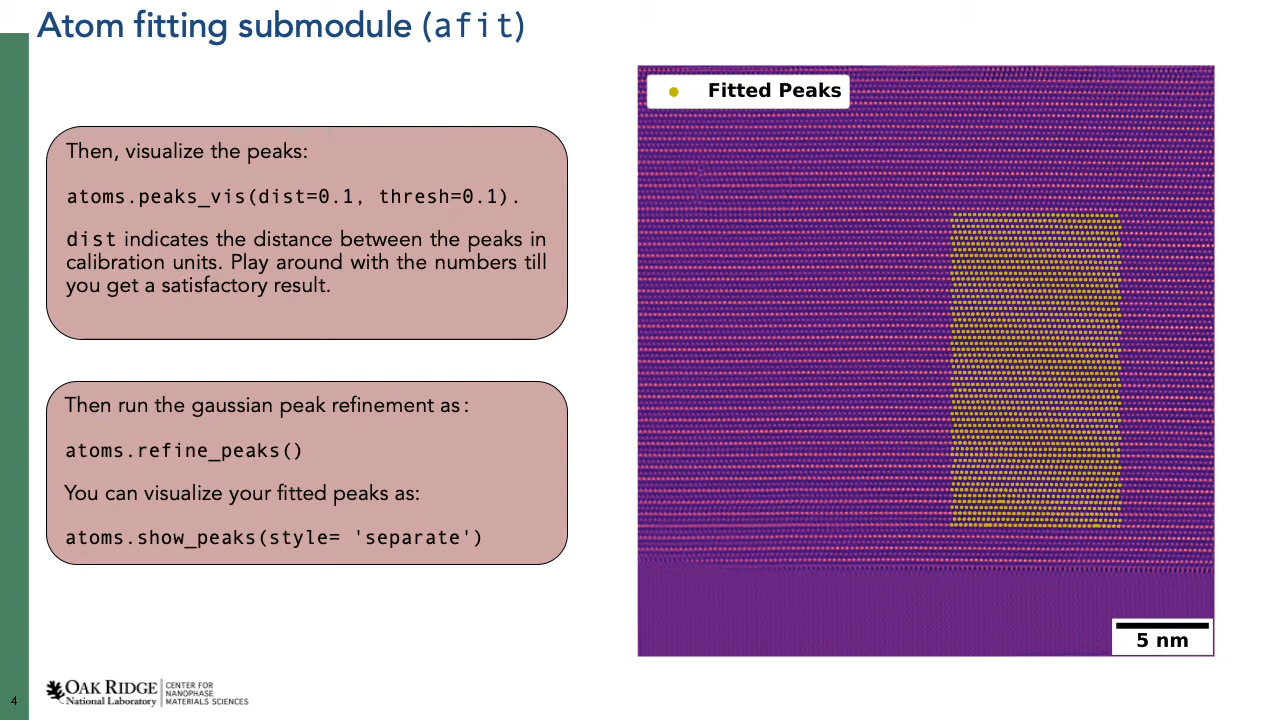 Atom fitting submodule (afit)
Then, visualize the peaks:
atoms.peaks_vis(dist=0.1, thresh=0.1).
dist indicates the distance between the peaks in
calibration units. Play around with the numbers till
you get a satisfactory result.
Then run the gaussian peak refinement as:
atoms.refine_peaks()
You can visualize your fitted peaks as:
atoms.show_peaks(style= 'separate')
Fitted Peaks
5 nm
4
OAK RIDGE
National Laboratory
CENTER FOR
NANOPHASE
MATERIALS SCIENCES